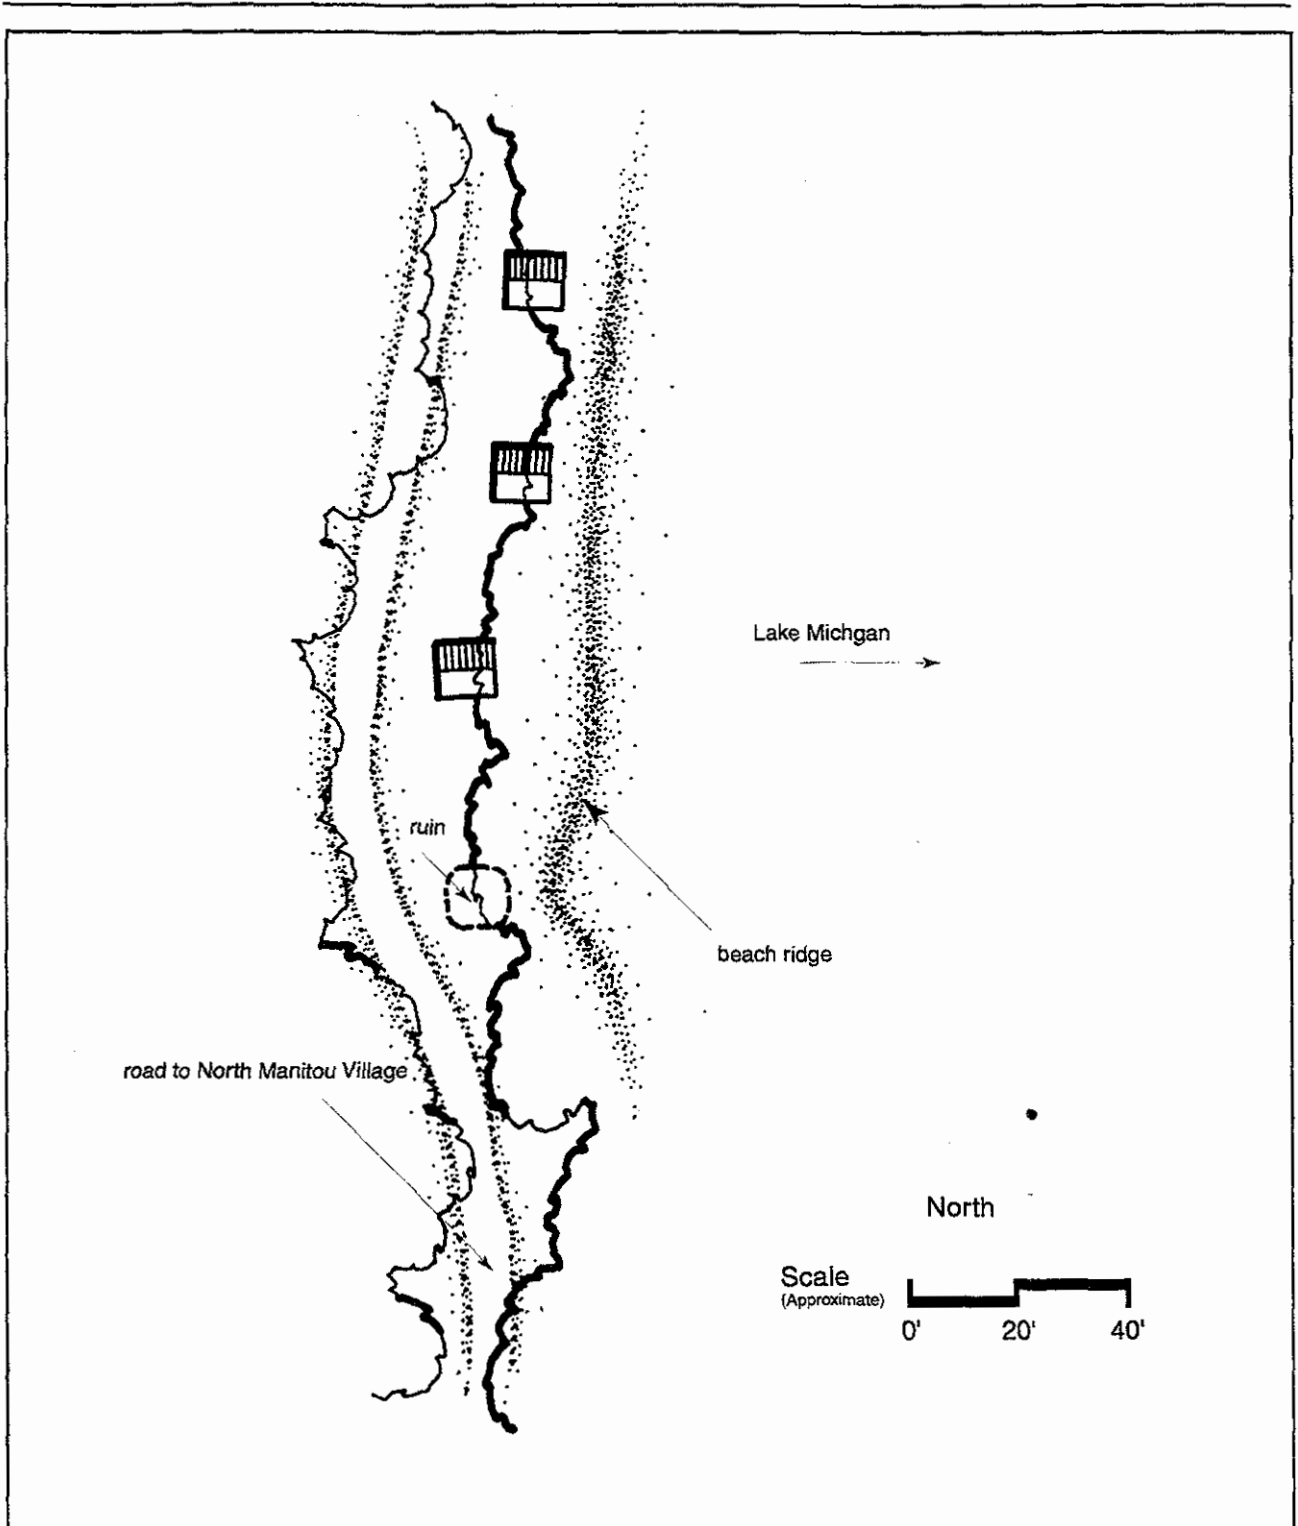 Lake Michgan
ruin
beach ridge
road to North Manitou Village
North
Scale
(Approximate)
0'
20'
40'